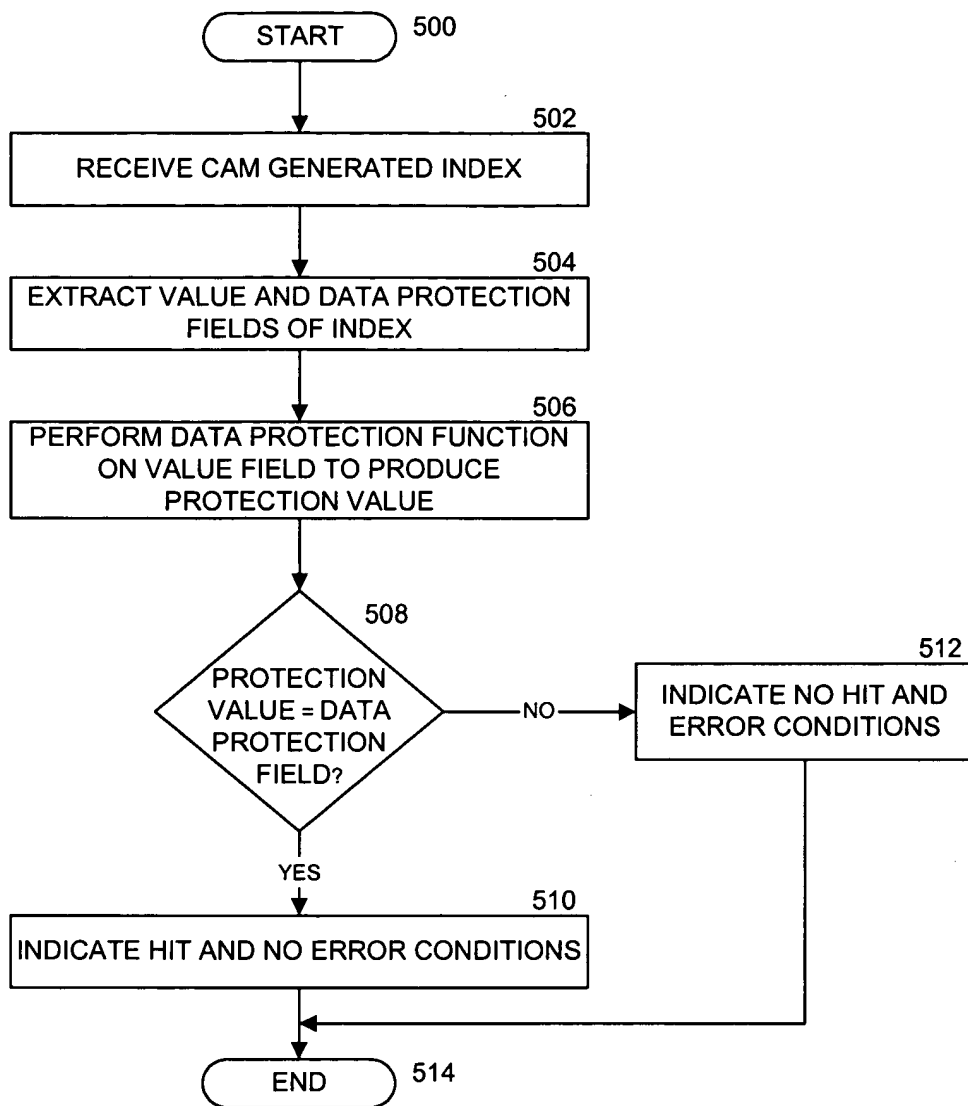 START
500
502
RECEIVE CAM GENERATED INDEX
504
EXTRACT VALUE AND DATA PROTECTION
FIELDS OF INDEX
506
PERFORM DATA PROTECTION FUNCTION
ON VALUE FIELD TO PRODUCE
PROTECTION VALUE
508
PROTECTION
VALUE = DATA
PROTECTION
FIELD?
NO
512
INDICATE NO HIT AND
ERROR CONDITIONS
YES
510
INDICATE HIT AND NO ERROR CONDITIONS
END
514